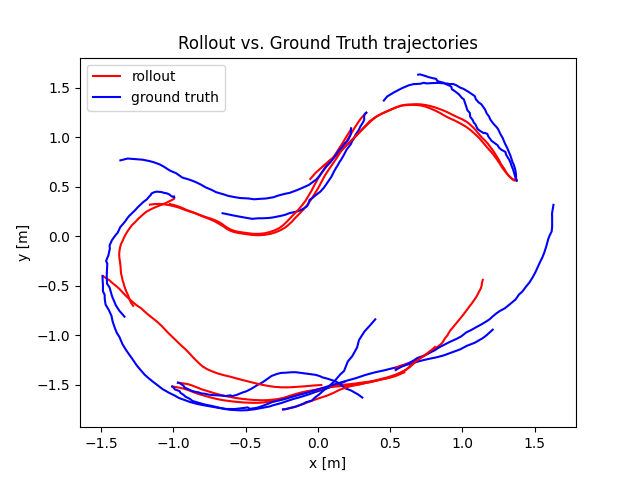 Rollout vs. Ground Truth trajectories
rollout
ground truth
1.5
1.0
0.5
0.0
−0.5
−1.0
−1.5
y [m]
−1.5 −1.0 −0.5 0.0 0.5 1.0 1.5
x [m]